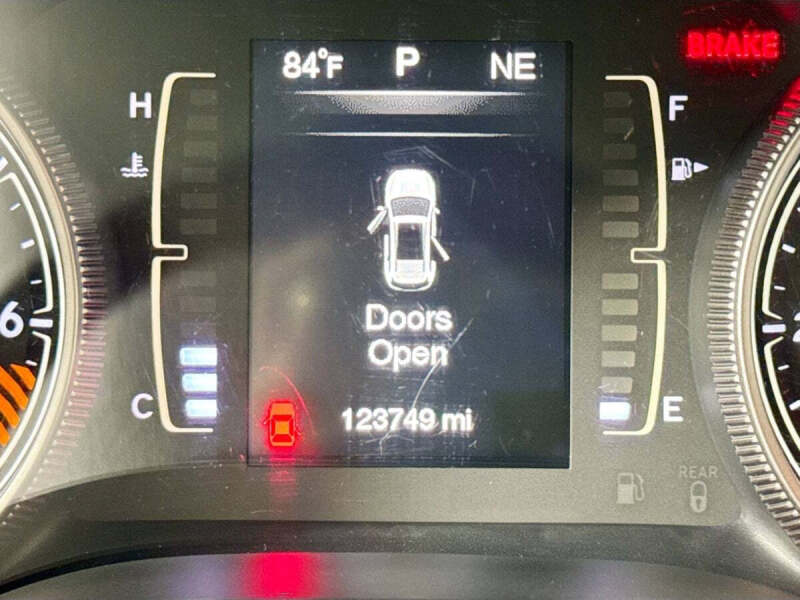 84°F P NE
BRAKE
H
F
6
Doors
Open
C
E
123749 mi
REAR